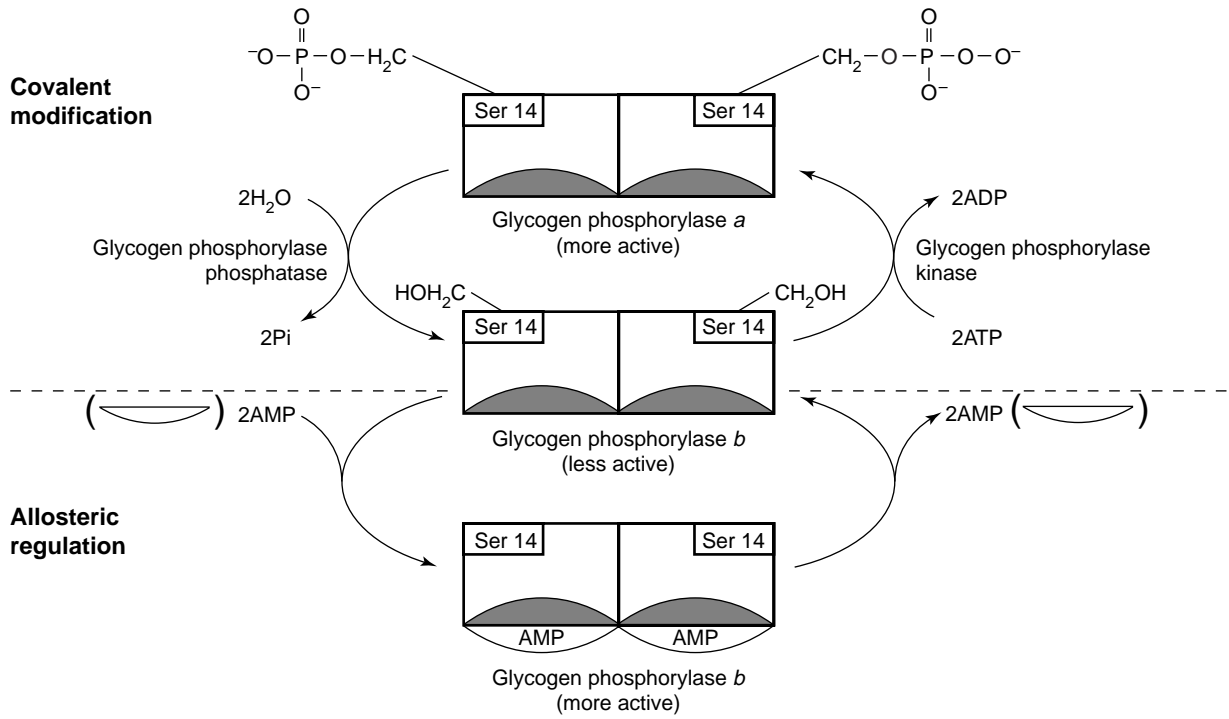 O
||
⁻O–P–O–H₂C
|
O⁻
O
||
CH₂–O–P–O–O⁻
|
O⁻
Covalent
modification
Ser 14
Ser 14
2H₂O
Glycogen phosphorylase
phosphatase
2Pi
Glycogen phosphorylase a
(more active)
2ADP
Glycogen phosphorylase
kinase
2ATP
HOH₂C
CH₂OH
Ser 14
Ser 14
( ) 2AMP
Glycogen phosphorylase b
(less active)
2AMP ( )
Allosteric
regulation
Ser 14
Ser 14
AMP
AMP
Glycogen phosphorylase b
(more active)